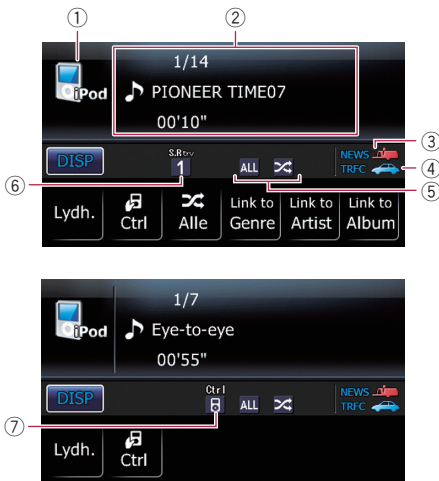 ① ②
1/14
iPod PIONEER TIME07
00'10"
③
NEWS
DISP S.Rtrv 1 ALL TRFC ④
⑥ ⑤
Lydh. Ctrl Alle Link to Genre Link to Artist Link to Album
1/7
iPod Eye-to-eye
00'55"
Ctrl NEWS
DISP ALL TRFC
⑦
Lydh. Ctrl